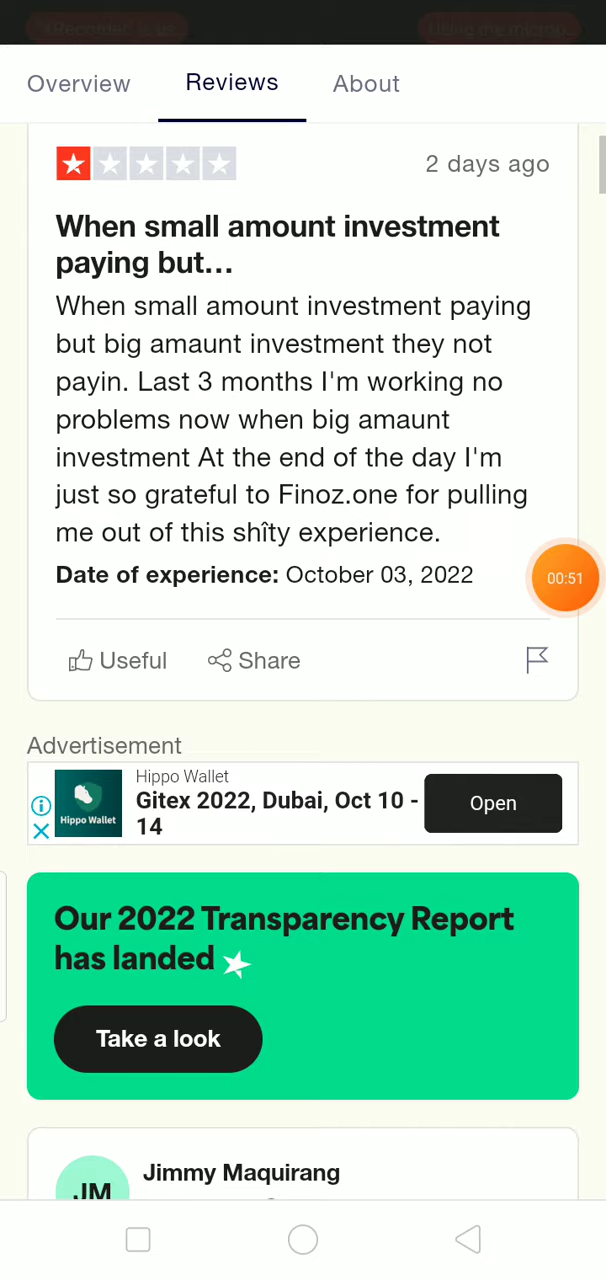 Overview Reviews About
2 days ago
When small amount investment
paying but...
When small amount investment paying
but big amaunt investment they not
payin. Last 3 months I'm working no
problems now when big amaunt
investment At the end of the day I'm
just so grateful to Finoz.one for pulling
me out of this shîty experience.
Date of experience: October 03, 2022
00:51
Useful Share
Advertisement
Hippo Wallet
Gitex 2022, Dubai, Oct 10 -
14
Hippo Wallet
Open
Our 2022 Transparency Report
has landed
Take a look
Jimmy Maquirang
JM